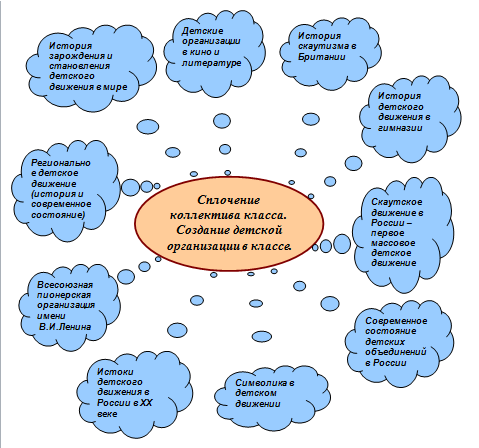 История
зарождения и
становления
детского
движения в мире
Детские
организации
в кино и
литературе
История
скаутизма в
Британии
История
детского
движения в
гимназии
Регионально
е детское
движение
(история и
современное
состояние)
Сплочение
коллектива класса.
Создание детской
организации в классе.
Скаутское
движение в
России –
первое
массовое
детское
движение
Всесоюзная
пионерская
организация
имени
В.И.Ленина
Современное
состояние
детских
объединений
в России
Истоки
детского
движения в
России в XX
веке
Символика в
детском
движении